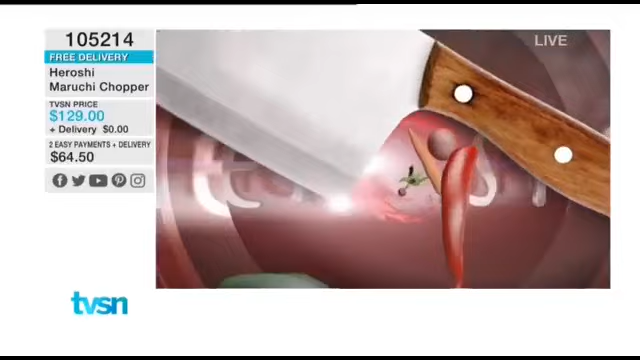 105214
FREE DELIVERY
Heroshi
Maruchi Chopper
TVSN PRICE
$129.00
+ Delivery $0.00
2 EASY PAYMENTS + DELIVERY
$64.50
LIVE
tvsn